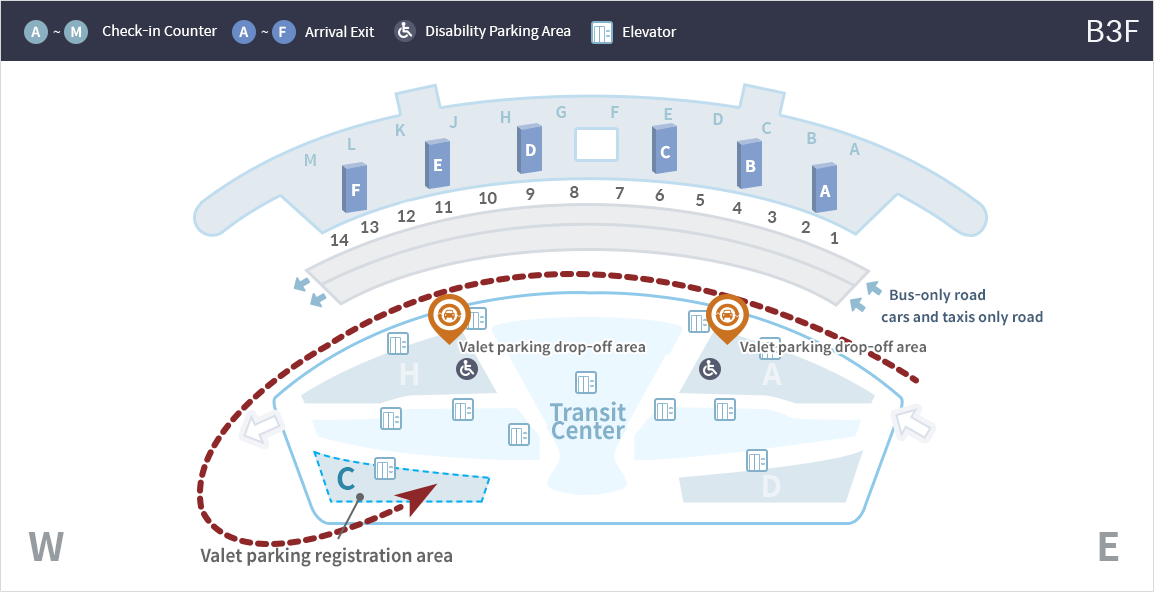 A ~ M Check-in Counter A ~ F Arrival Exit Disability Parking Area Elevator B3F
M L K J H G F E D C B A
F E D C B A
14 13 12 11 10 9 8 7 6 5 4 3 2 1
Bus-only road
cars and taxis only road
Valet parking drop-off area Valet parking drop-off area
H A
Transit
Center
C D
W E
Valet parking registration area